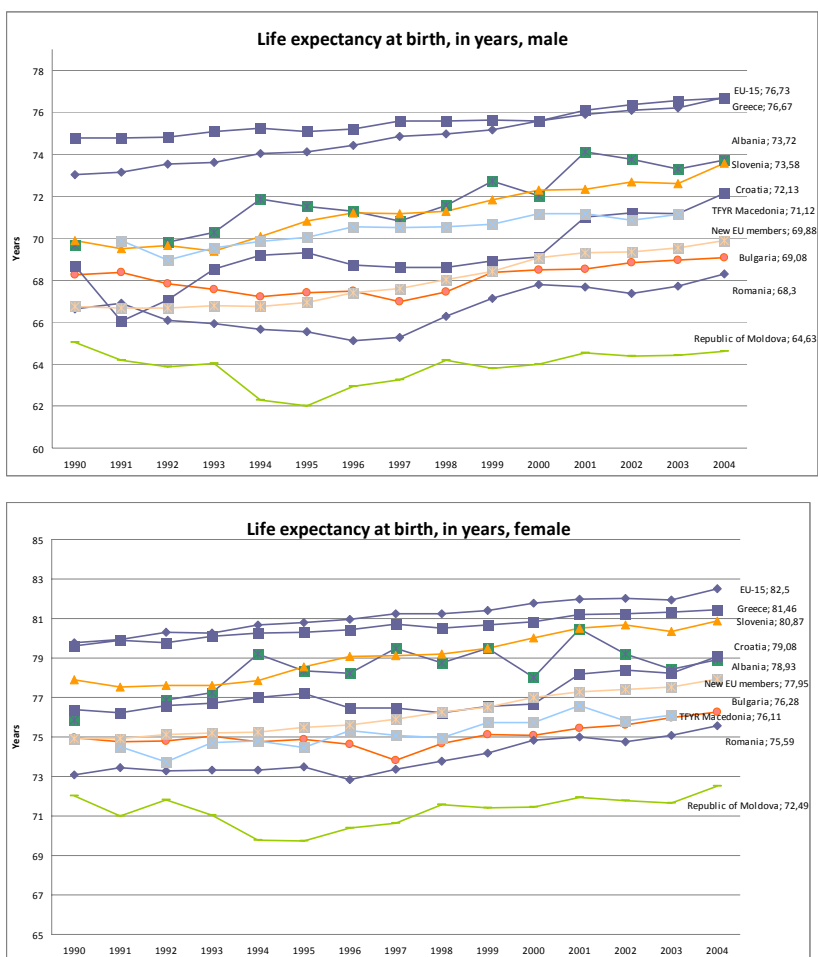 Life expectancy at birth, in years, male
78
76
74
72
70
68
66
64
62
60
Years
EU-15; 76,73
Greece; 76,67
Albania; 73,72
Slovenia; 73,58
Croatia; 72,13
TFYR Macedonia; 71,12
New EU members; 69,88
Bulgaria; 69,08
Romania; 68,3
Republic of Moldova; 64,63
1990 1991 1992 1993 1994 1995 1996 1997 1998 1999 2000 2001 2002 2003 2004
Life expectancy at birth, in years, female
85
83
81
79
77
75
73
71
69
67
65
Years
EU-15; 82,5
Greece; 81,46
Slovenia; 80,87
Croatia; 79,08
Albania; 78,93
New EU members; 77,95
Bulgaria; 76,28
TFYR Macedonia; 76,11
Romania; 75,59
Republic of Moldova; 72,49
1990 1991 1992 1993 1994 1995 1996 1997 1998 1999 2000 2001 2002 2003 2004